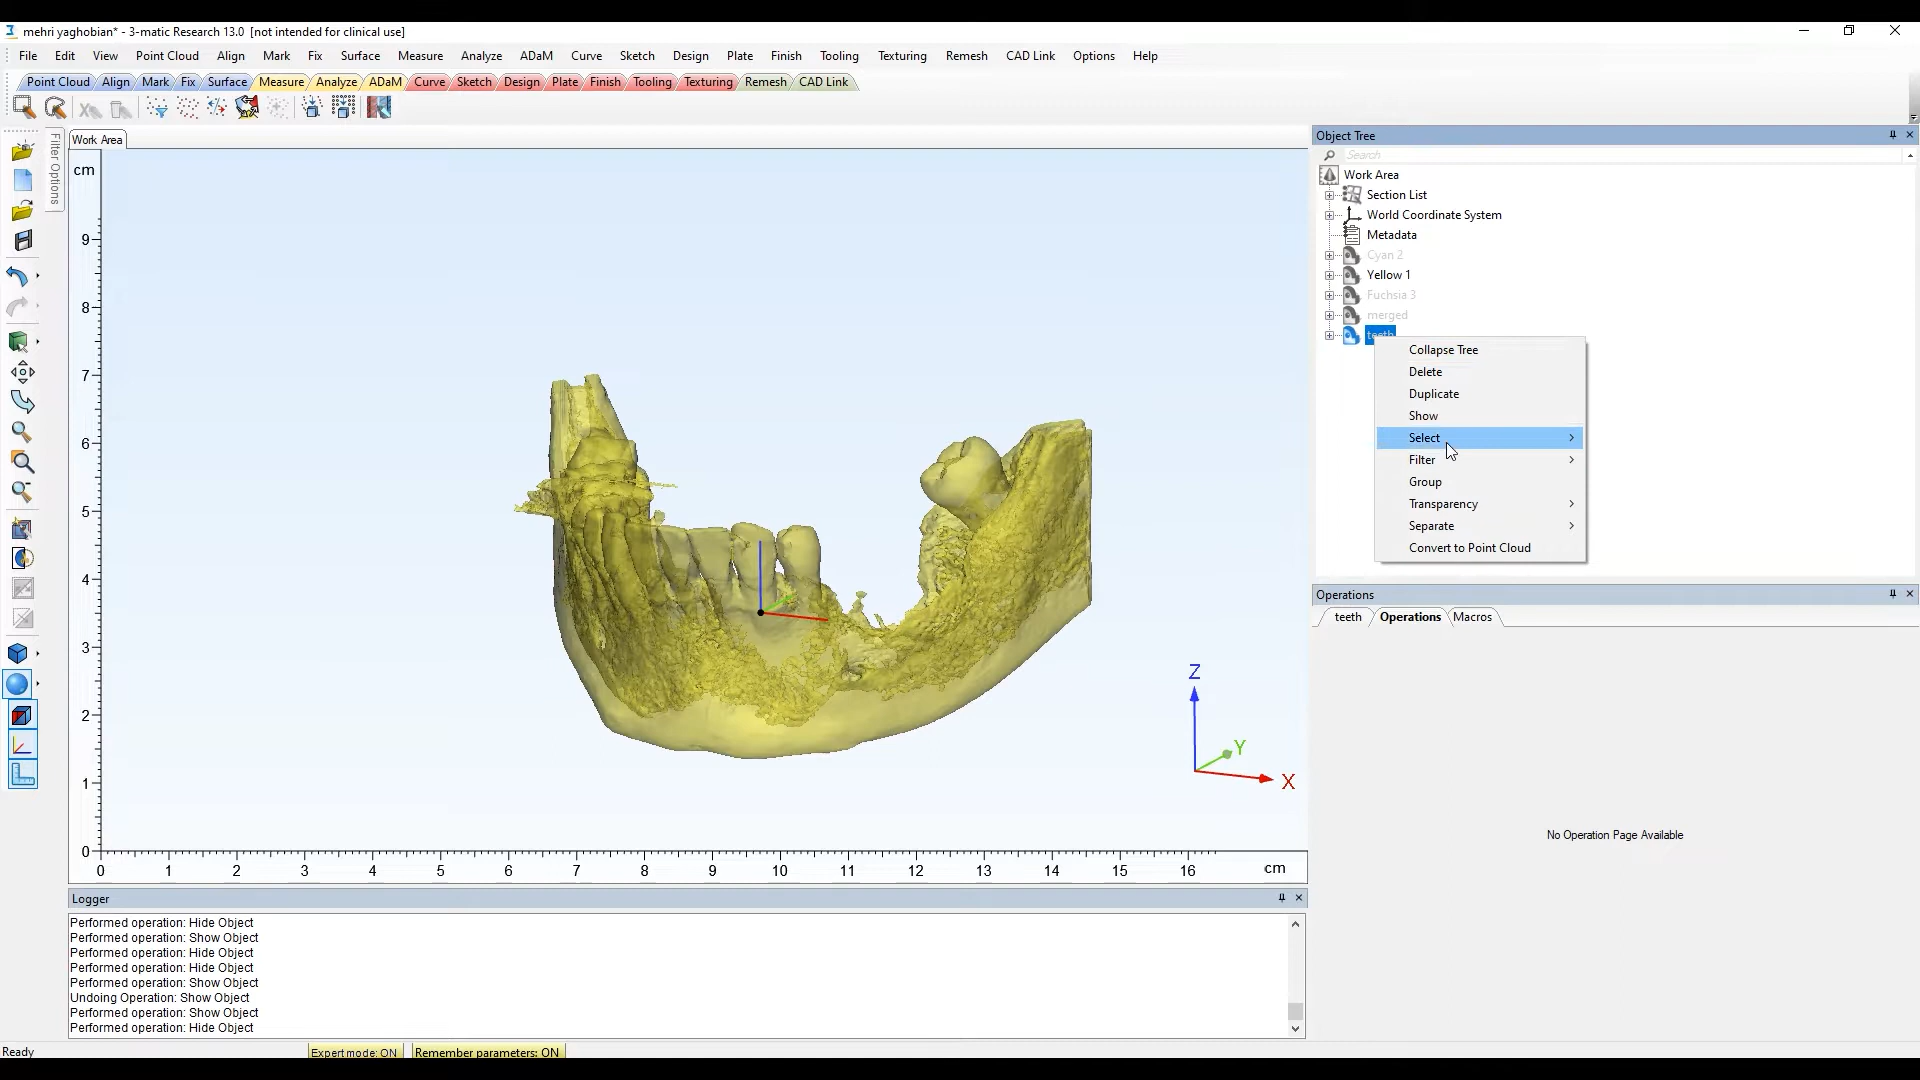 mehri yaghobian* - 3-matic Research 13.0 [not intended for clinical use]
File Edit View Point Cloud Align Mark Fix Surface Measure Analyze ADaM Curve Sketch Design Plate Finish Tooling Texturing Remesh CAD Link Options Help
Point Cloud Align Mark Fix Surface Measure Analyze ADaM Curve Sketch Design Plate Finish Tooling Texturing Remesh CAD Link
Filter Options
Work Area
cm
9
8
7
6
5
4
3
2
1
0
0 1 2 3 4 5 6 7 8 9 10 11 12 13 14 15 16 cm
Z
Y
X
Object Tree
Search
Work Area
Section List
World Coordinate System
Metadata
Cyan 2
Yellow 1
Fuchsia 3
merged
teeth
Collapse Tree
Delete
Duplicate
Show
Select
Filter
Group
Transparency
Separate
Convert to Point Cloud
Operations
teeth Operations Macros
No Operation Page Available
Logger
Performed operation: Hide Object
Performed operation: Show Object
Performed operation: Hide Object
Performed operation: Hide Object
Performed operation: Show Object
Undoing Operation: Show Object
Performed operation: Show Object
Performed operation: Hide Object
Ready Expert mode: ON Remember parameters: ON